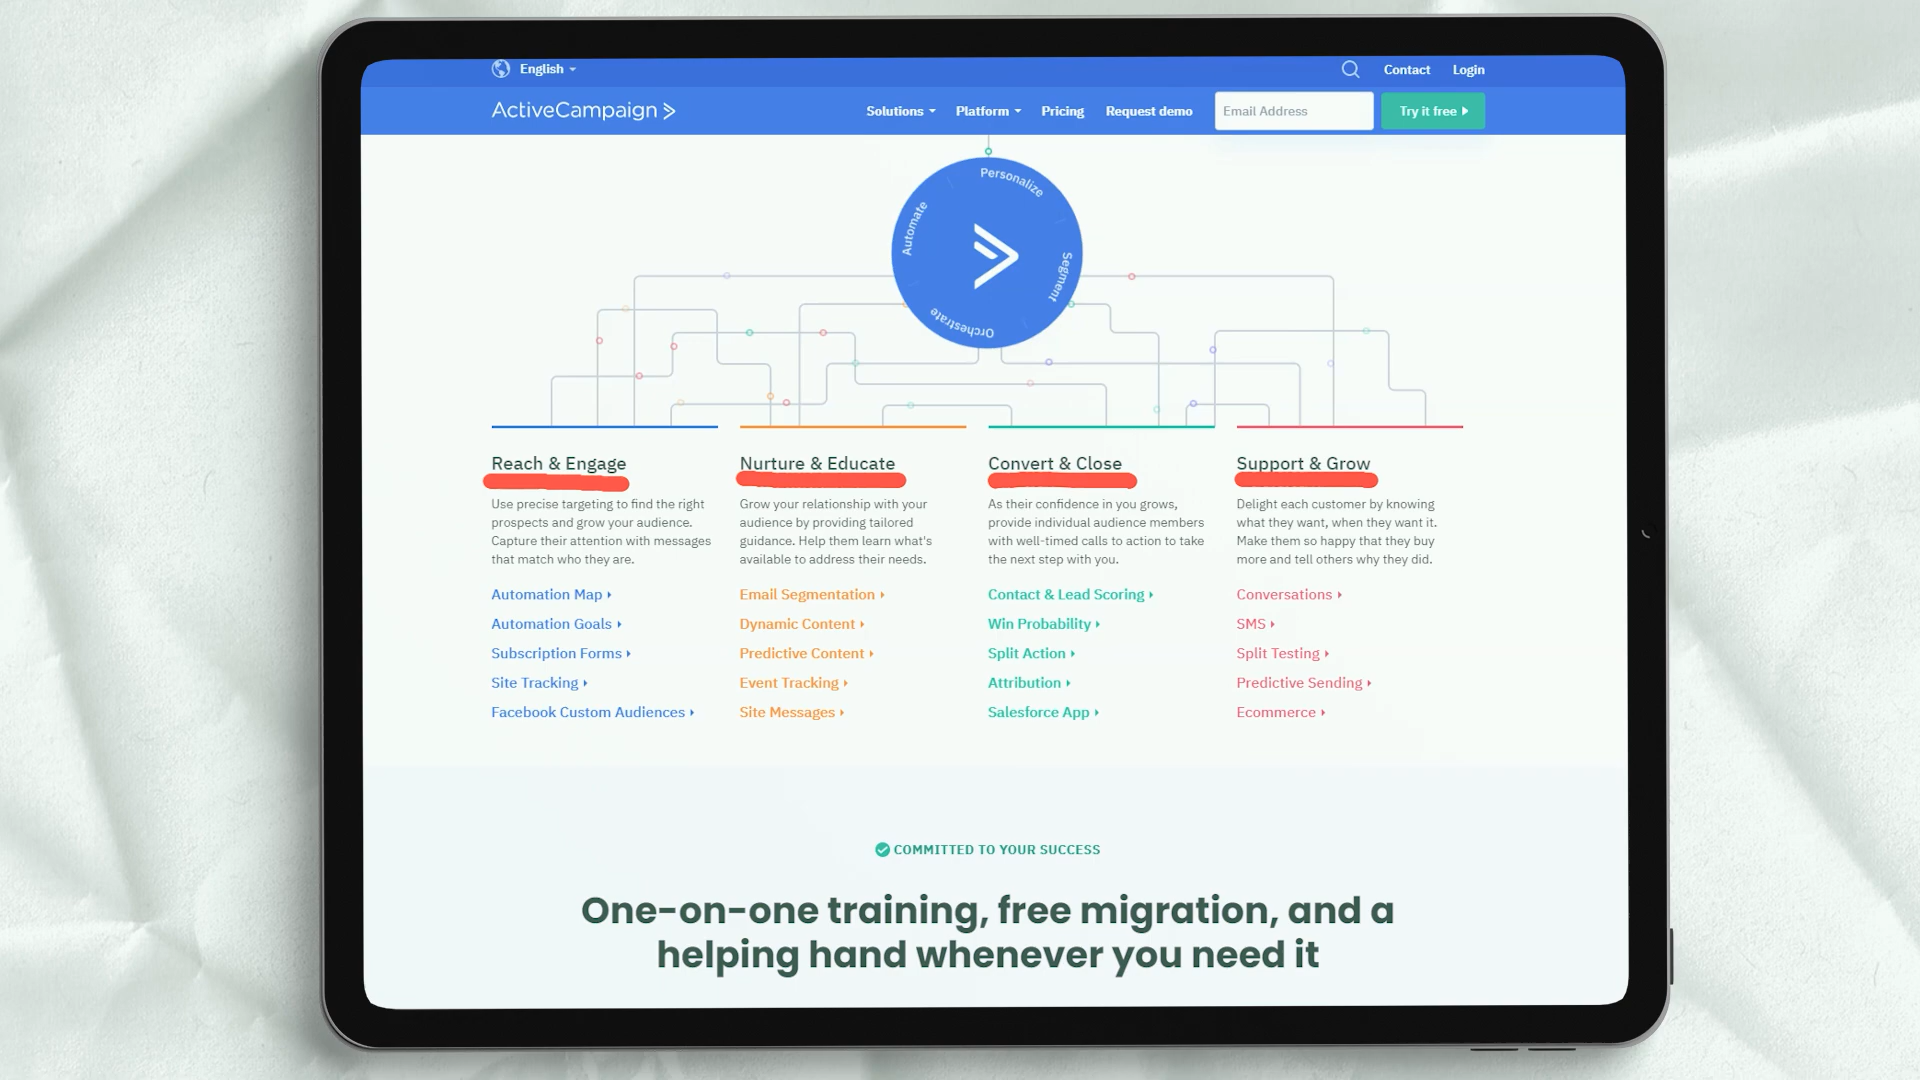 English
Contact
Login
ActiveCampaign
Solutions
Platform
Pricing
Request demo
Email Address
Try it free
Personalize
Automate
Segment
Orchestrate
Reach & Engage
Use precise targeting to find the right
prospects and grow your audience.
Capture their attention with messages
that match who they are.
Automation Map
Automation Goals
Subscription Forms
Site Tracking
Facebook Custom Audiences
Nurture & Educate
Grow your relationship with your
audience by providing tailored
guidance. Help them learn what's
available to address their needs.
Email Segmentation
Dynamic Content
Predictive Content
Event Tracking
Site Messages
Convert & Close
As their confidence in you grows,
provide individual audience members
with well-timed calls to action to take
the next step with you.
Contact & Lead Scoring
Win Probability
Split Action
Attribution
Salesforce App
Support & Grow
Delight each customer by knowing
what they want, when they want it.
Make them so happy that they buy
more and tell others why they did.
Conversations
SMS
Split Testing
Predictive Sending
Ecommerce
COMMITTED TO YOUR SUCCESS
One-on-one training, free migration, and a
helping hand whenever you need it